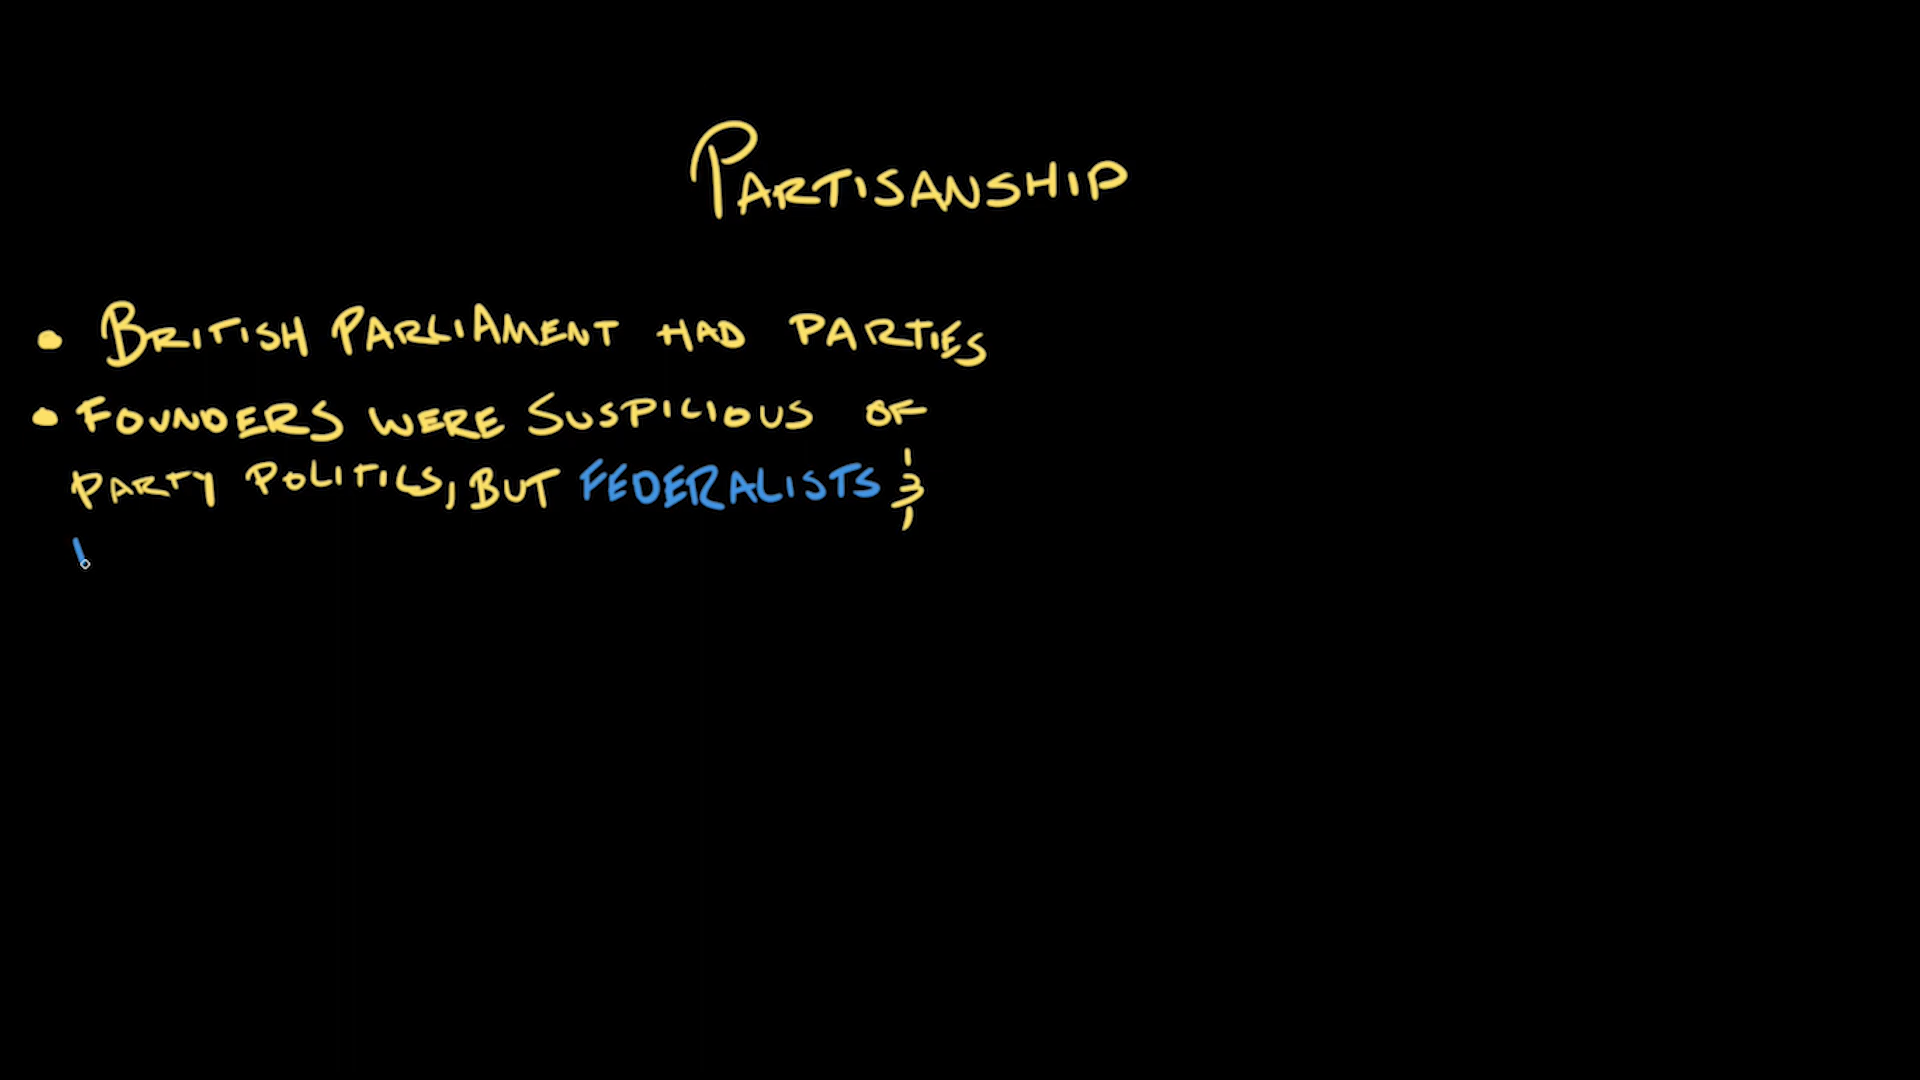 PARTISANSHIP
• BRITISH PARLIAMENT HAD PARTIES
• FOUNDERS WERE SUSPICIOUS OF
PARTY POLITICS, BUT FEDERALISTS &